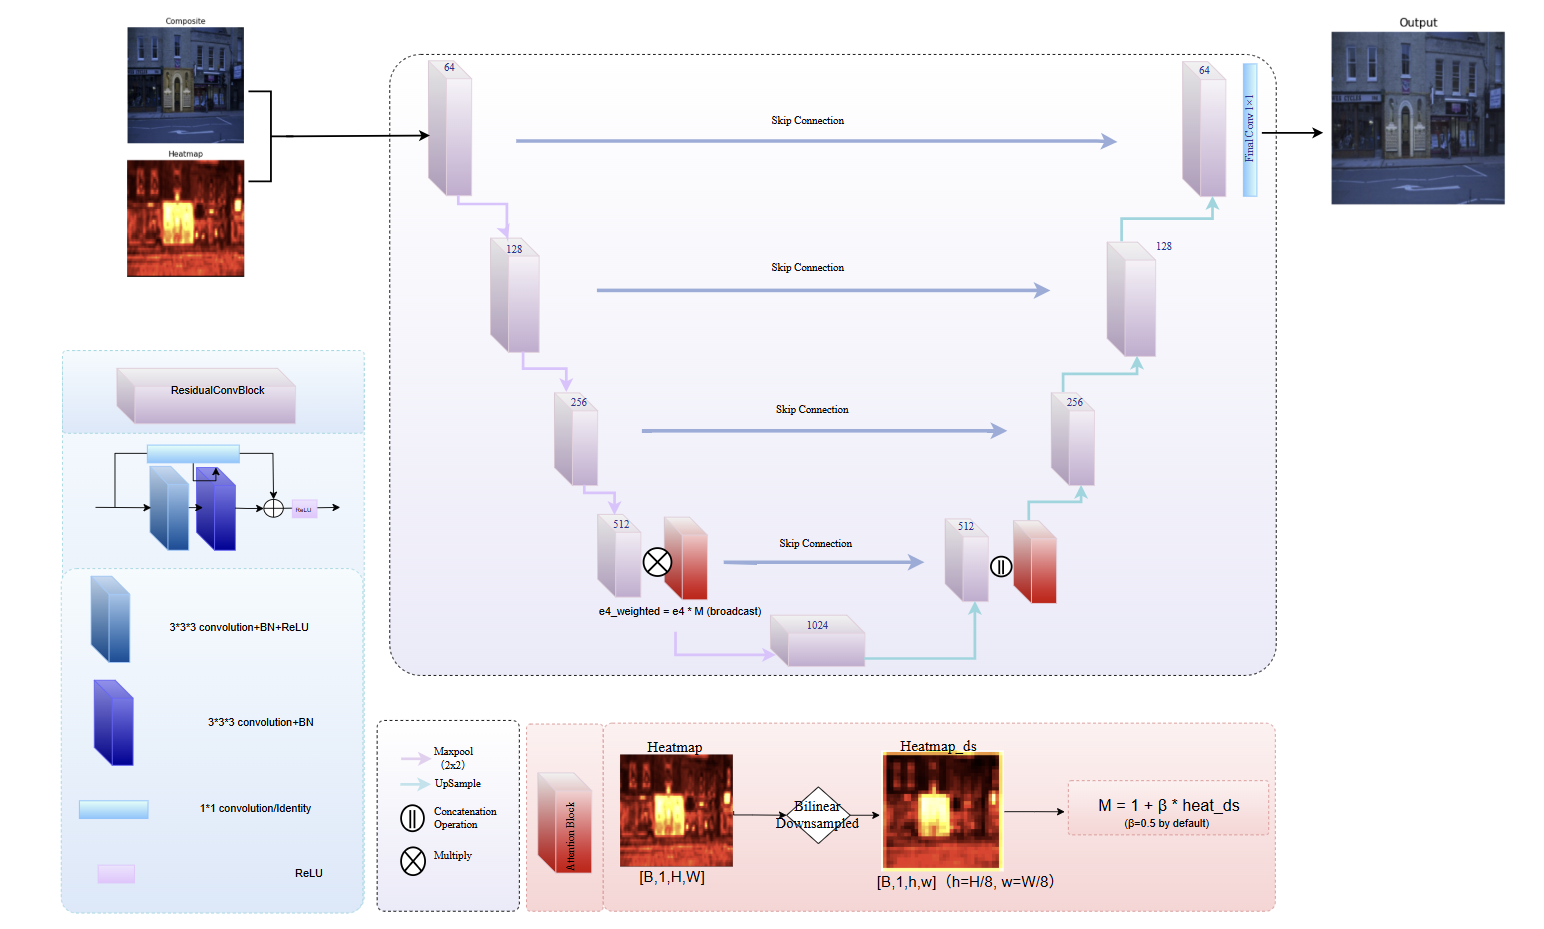 Composite
Heatmap
Output
64
Skip Connection
64
Final Conv 1×1
128
Skip Connection
128
256
Skip Connection
256
512
Skip Connection
512
e4_weighted = e4 * M (broadcast)
1024
ResidualConvBlock
ReLU
3*3*3 convolution+BN+ReLU
3*3*3 convolution+BN
1*1 convolution/Identity
ReLU
Maxpool
（2x2）
UpSample
Concatenation
Operation
Multiply
Attention Block
Heatmap
[B,1,H,W]
Bilinear
Downsampled
Heatmap_ds
[B,1,h,w]（h=H/8, w=W/8）
M = 1 + β * heat_ds
(β=0.5 by default)